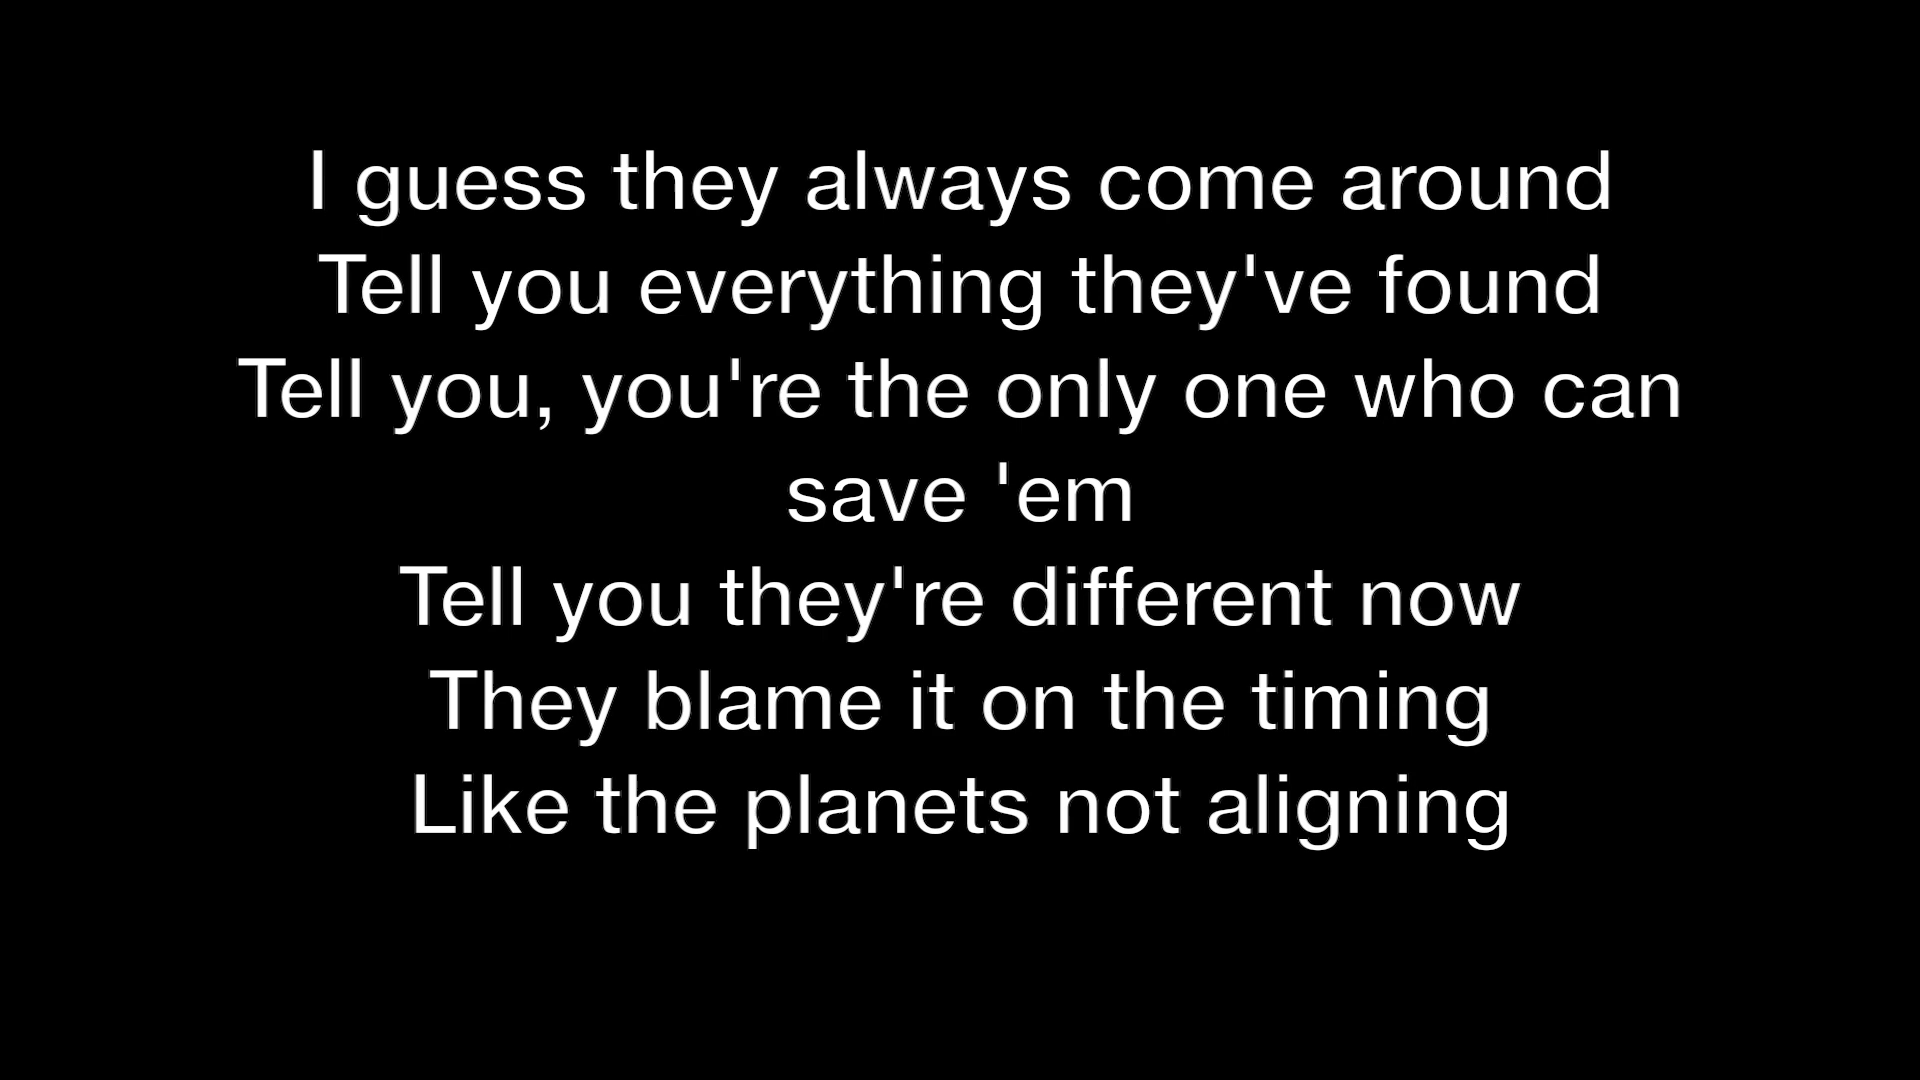 I guess they always come around
Tell you everything they've found
Tell you, you're the only one who can
save 'em
Tell you they're different now
They blame it on the timing
Like the planets not aligning